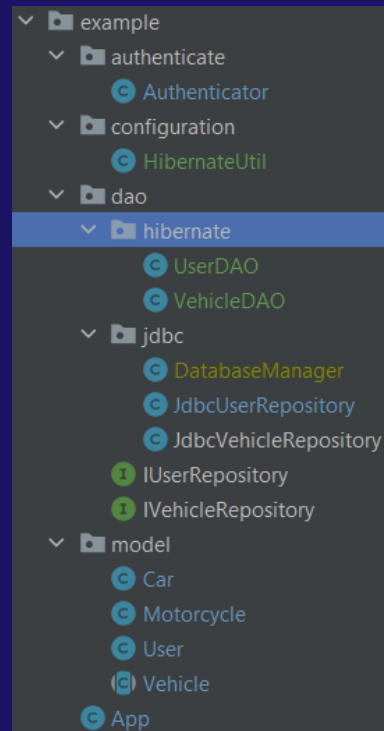 example
authenticate
Authenticator
configuration
HibernateUtil
dao
hibernate
UserDAO
VehicleDAO
jdbc
DatabaseManager
JdbcUserRepository
JdbcVehicleRepository
IUserRepository
IVehicleRepository
model
Car
Motorcycle
User
Vehicle
App